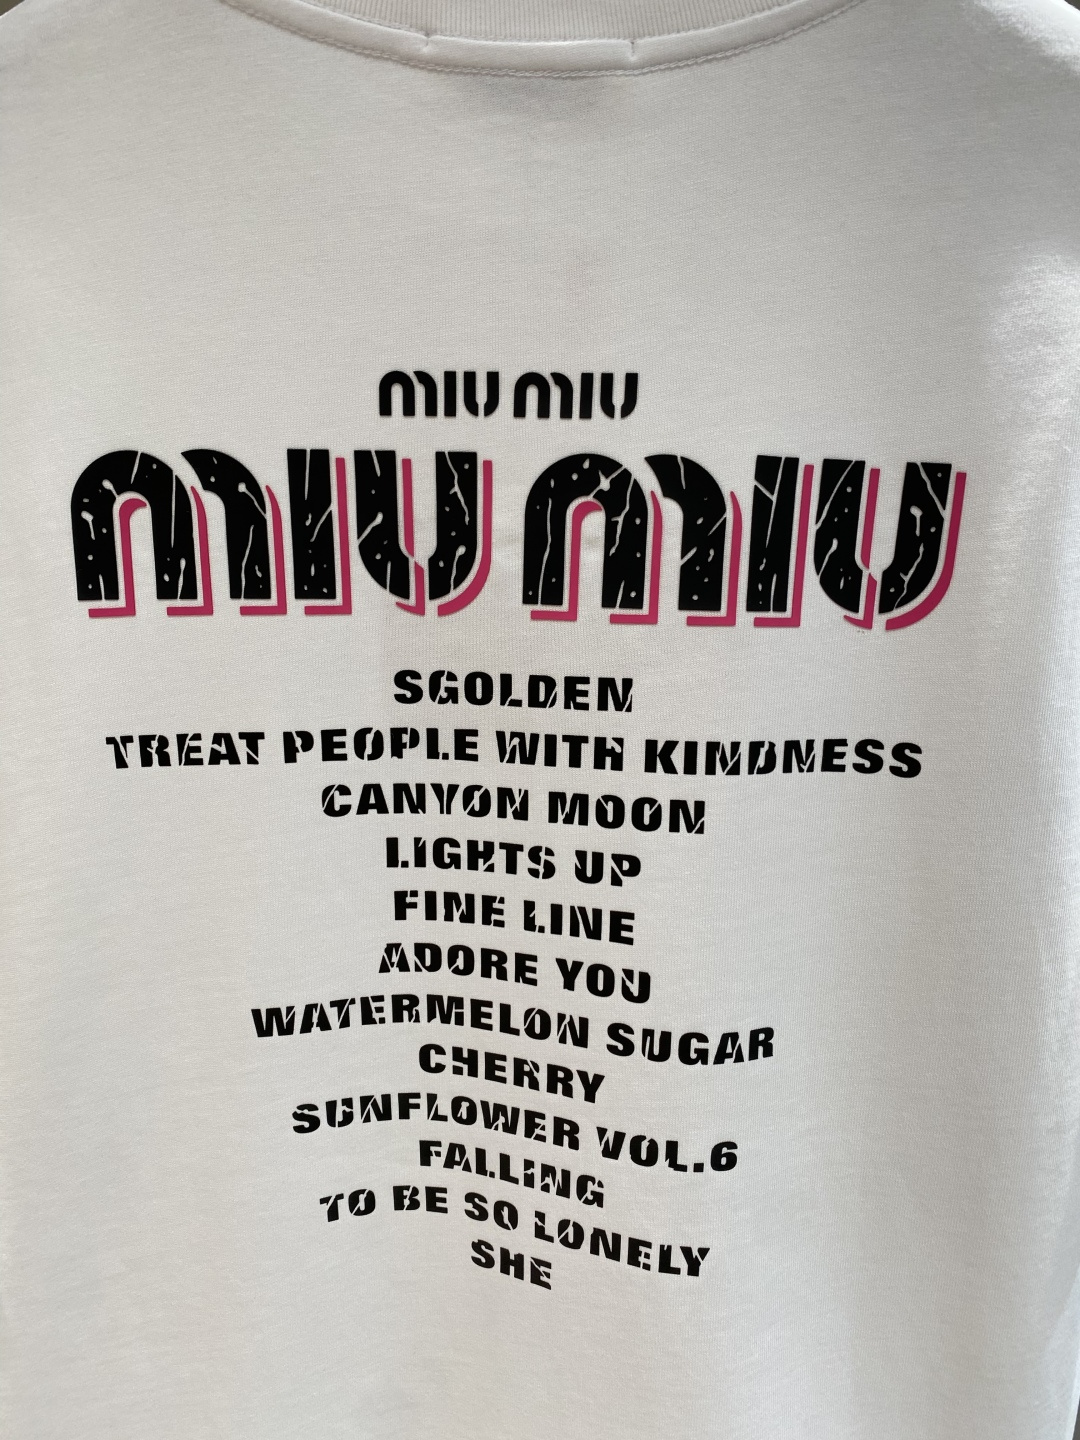 MIU MIU
MIU MIU
SGOLDEN
TREAT PEOPLE WITH KINDNESS
CANYON MOON
LIGHTS UP
FINE LINE
ADORE YOU
WATERMELON SUGAR
CHERRY
SUNFLOWER VOL.6
FALLING
TO BE SO LONELY
SHE